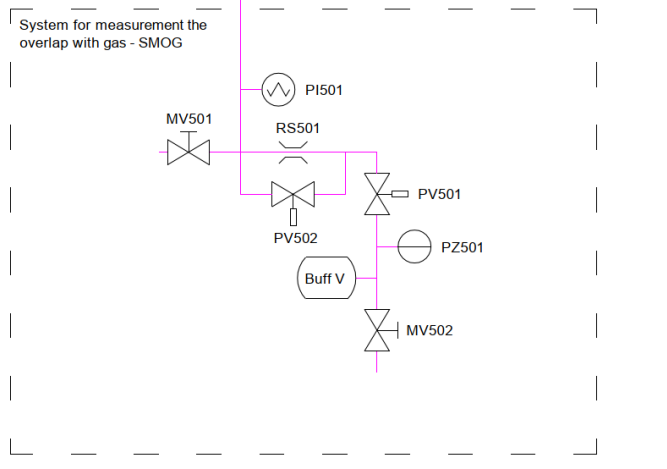 System for measurement the
overlap with gas - SMOG
PI501
MV501
RS501
PV501
PV502
PZ501
Buff V
MV502